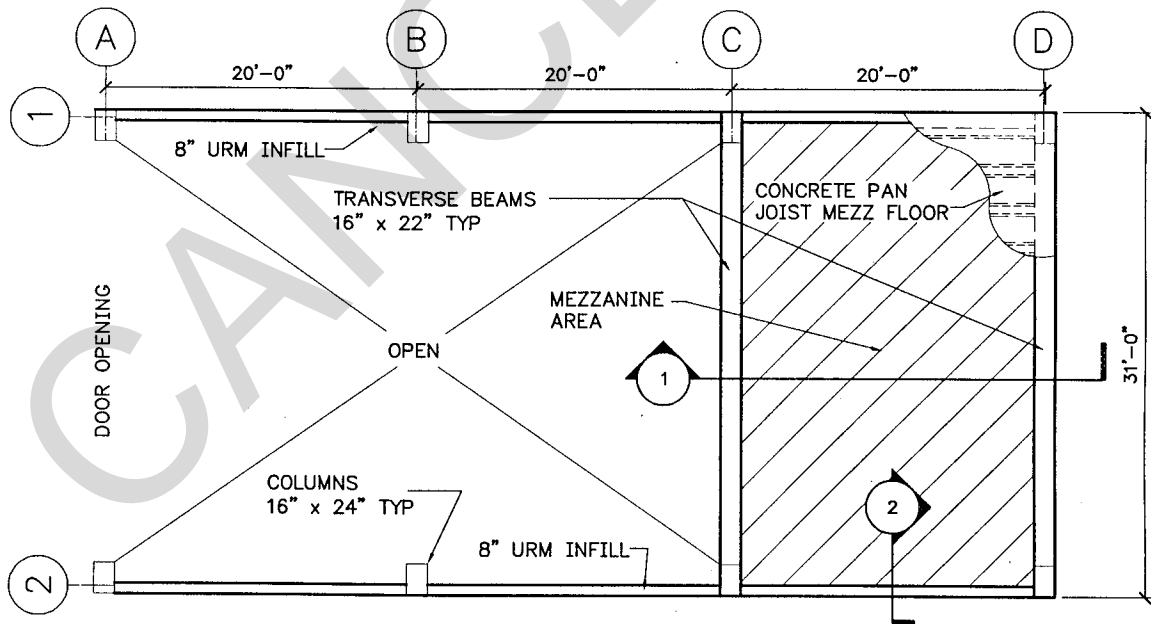 A
B
C
D
20'-0"
20'-0"
20'-0"
1
8" URM INFILL
TRANSVERSE BEAMS
16" x 22" TYP
CONCRETE PAN
JOIST MEZZ FLOOR
MEZZANINE
AREA
DOOR OPENING
OPEN
1
31'-0"
COLUMNS
16" x 24" TYP
2
8" URM INFILL
2
CANCE